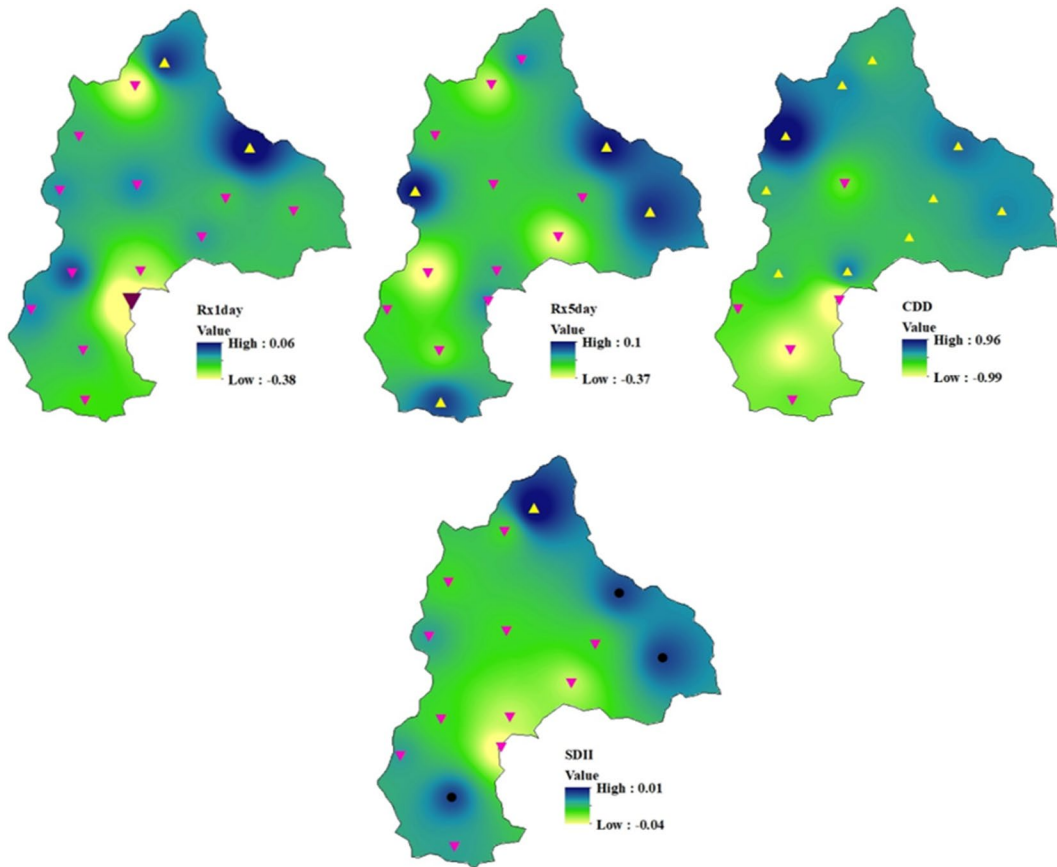 Rx1day
Value
High : 0.06
Low : -0.38
Rx5day
Value
High : 0.1
Low : -0.37
CDD
Value
High : 0.96
Low : -0.99
SDII
Value
High : 0.01
Low : -0.04